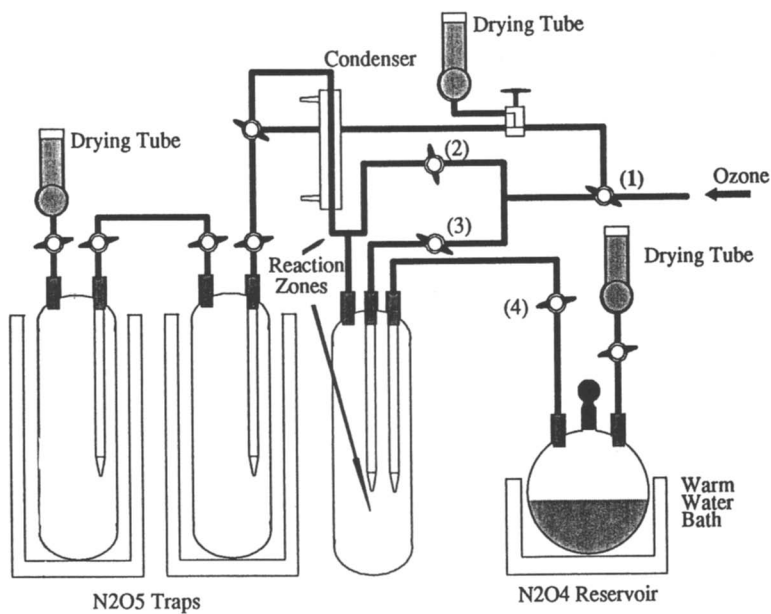 Drying Tube
Condenser
Drying Tube
(2)
(1)
Ozone
(3)
Reaction
Zones
Drying Tube
(4)
Warm
Water
Bath
N2O5 Traps
N2O4 Reservoir